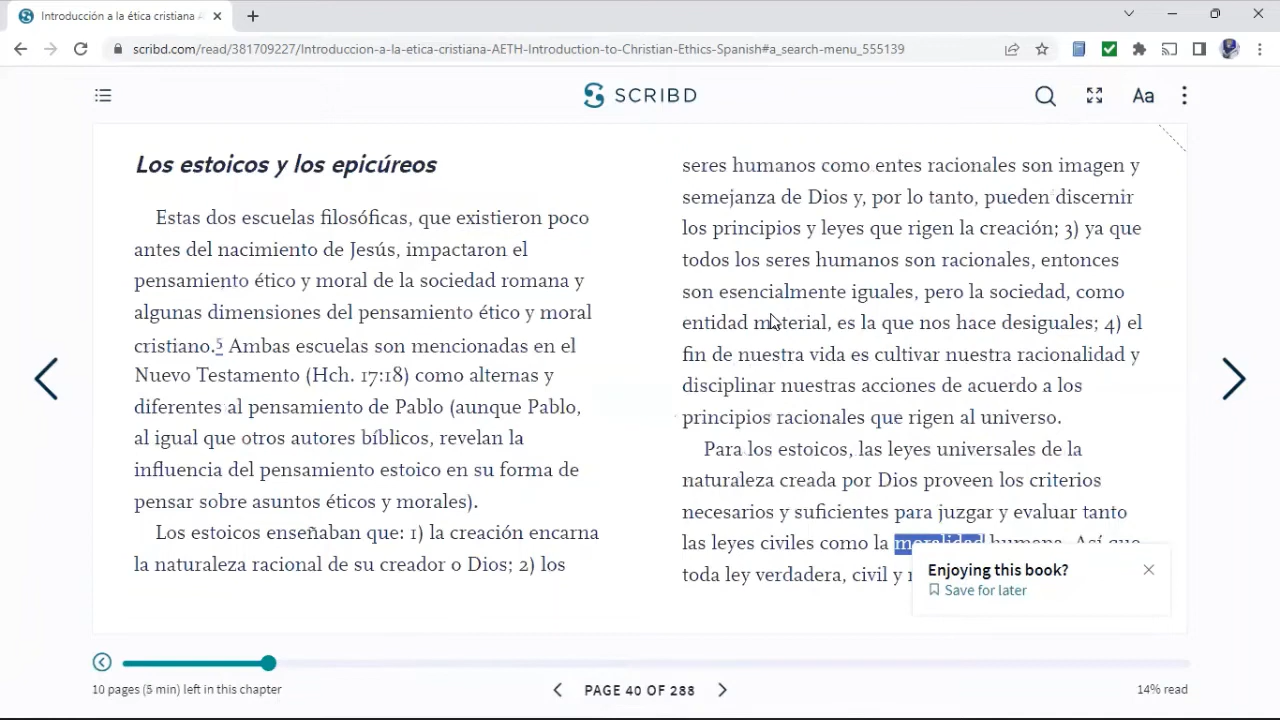 Introducción a la ética cristiana
scribd.com/read/381709227/Introduccion-a-la-etica-cristiana-AETH-Introduction-to-Christian-Ethics-Spanish#a_search-menu_555139
SCRIBD
Aa
Los estoicos y los epicúreos
Estas dos escuelas filosóficas, que existieron poco
antes del nacimiento de Jesús, impactaron el
pensamiento ético y moral de la sociedad romana y
algunas dimensiones del pensamiento ético y moral
cristiano.5 Ambas escuelas son mencionadas en el
Nuevo Testamento (Hch. 17:18) como alternas y
diferentes al pensamiento de Pablo (aunque Pablo,
al igual que otros autores bíblicos, revelan la
influencia del pensamiento estoico en su forma de
pensar sobre asuntos éticos y morales).
Los estoicos enseñaban que: 1) la creación encarna
la naturaleza racional de su creador o Dios; 2) los
seres humanos como entes racionales son imagen y
semejanza de Dios y, por lo tanto, pueden discernir
los principios y leyes que rigen la creación; 3) ya que
todos los seres humanos son racionales, entonces
son esencialmente iguales, pero la sociedad, como
entidad material, es la que nos hace desiguales; 4) el
fin de nuestra vida es cultivar nuestra racionalidad y
disciplinar nuestras acciones de acuerdo a los
principios racionales que rigen al universo.
Para los estoicos, las leyes universales de la
naturaleza creada por Dios proveen los criterios
necesarios y suficientes para juzgar y evaluar tanto
las leyes civiles como la moralidad humana. Así que
toda ley verdadera, civil y
Enjoying this book?
Save for later
10 pages (5 min) left in this chapter
PAGE 40 OF 288
14% read